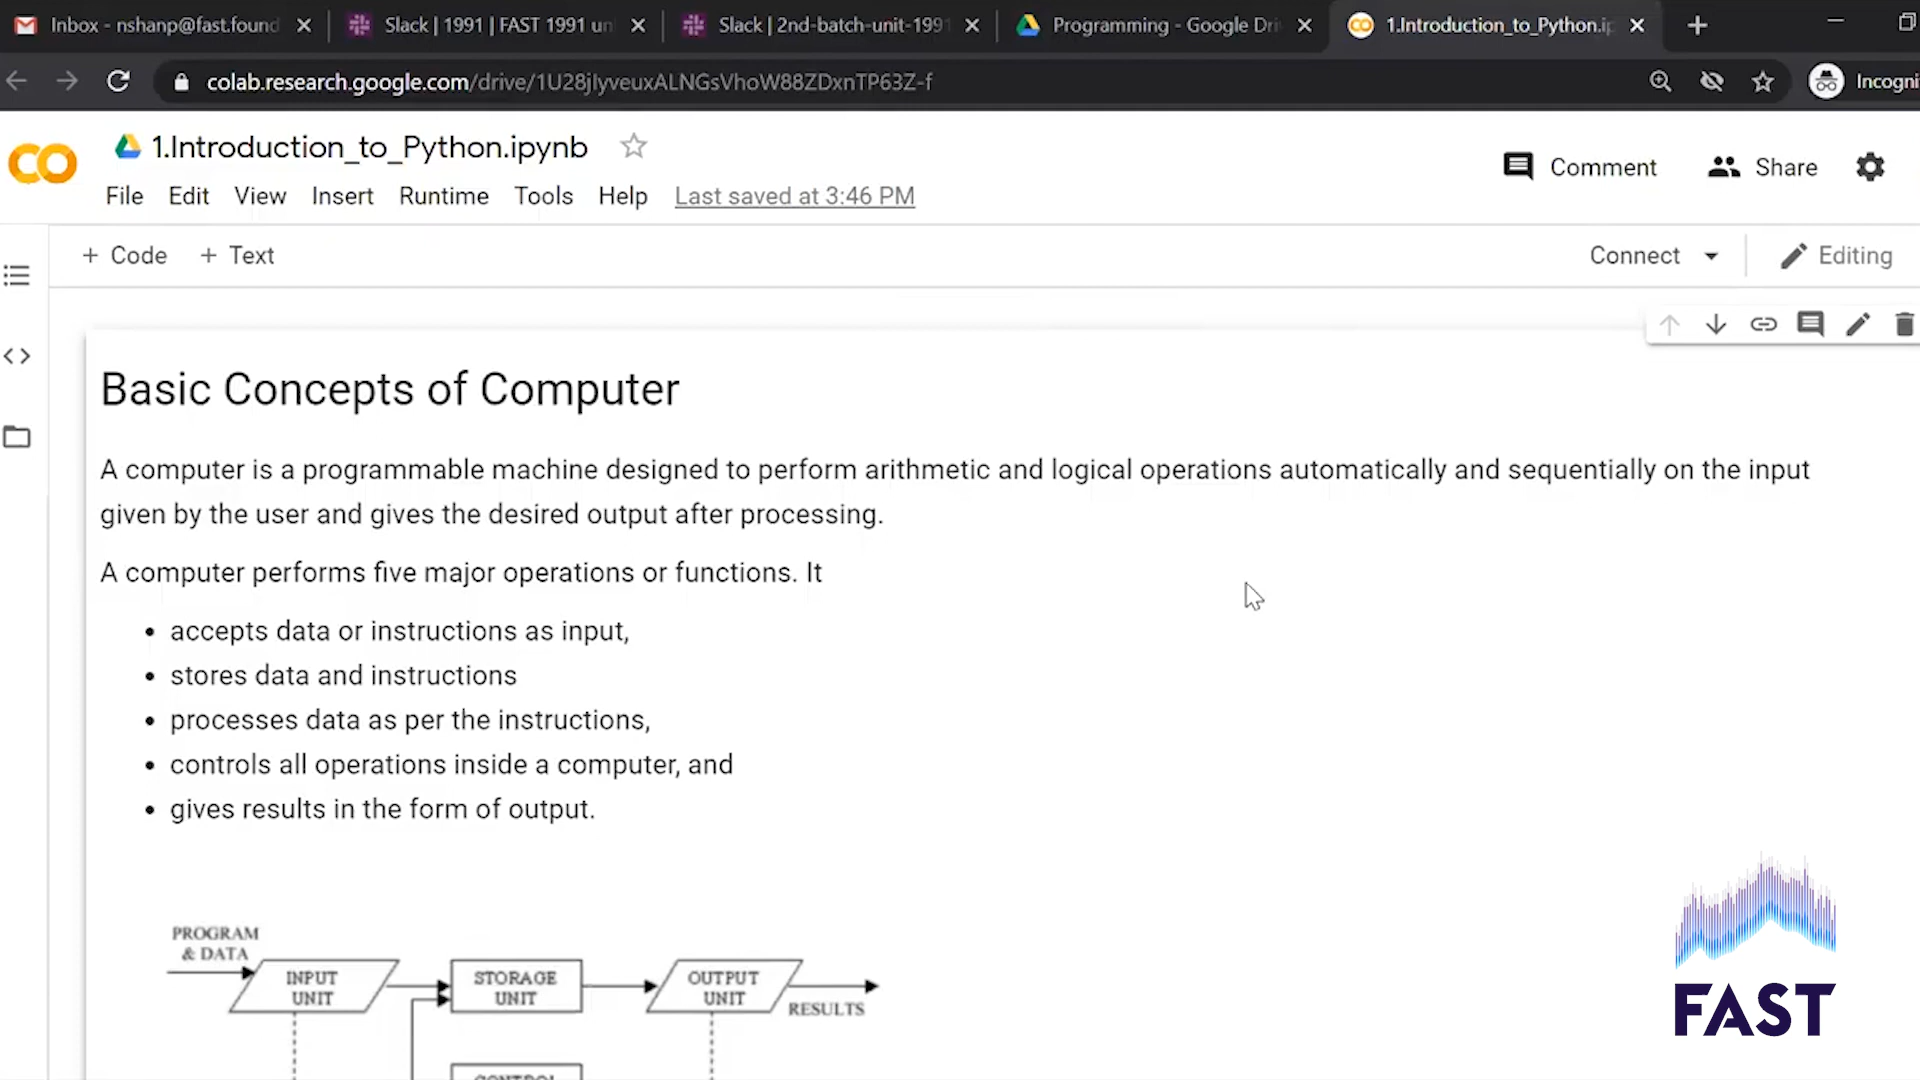 Inbox - nshanp@fast.found
Slack | 1991 | FAST 1991 un
Slack | 2nd-batch-unit-1991
Programming - Google Dri
1.Introduction_to_Python.ip
colab.research.google.com/drive/1U28jIyveuxALNGsVhoW88ZDxnTP63Z-f
Incogni
CO
1.Introduction_to_Python.ipynb
Comment
Share
File Edit View Insert Runtime Tools Help Last saved at 3:46 PM
+ Code + Text
Connect
Editing
Basic Concepts of Computer
A computer is a programmable machine designed to perform arithmetic and logical operations automatically and sequentially on the input
given by the user and gives the desired output after processing.
A computer performs five major operations or functions. It
• accepts data or instructions as input,
• stores data and instructions
• processes data as per the instructions,
• controls all operations inside a computer, and
• gives results in the form of output.
PROGRAM
& DATA
INPUT
UNIT
STORAGE
UNIT
OUTPUT
UNIT
RESULTS
CONTROL
FAST